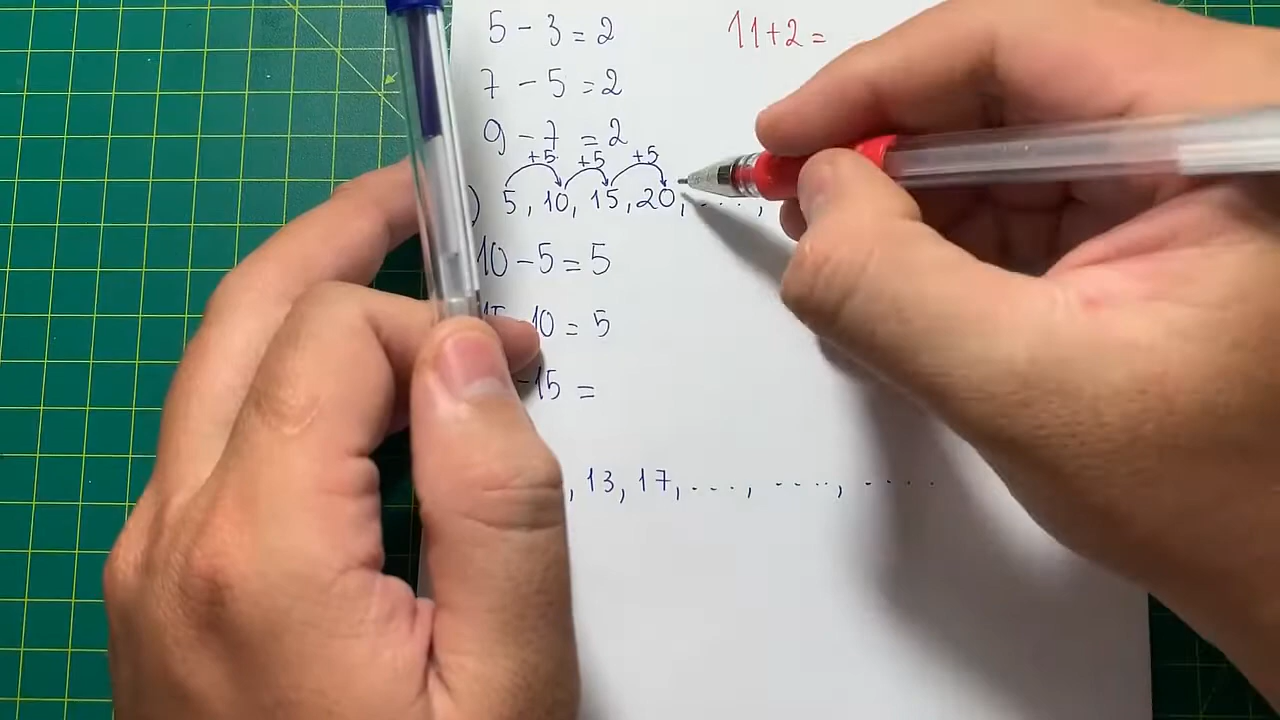 5 - 3 = 2
11+2 =
7 - 5 = 2
9 - 7 = 2
+5 +5 +5
) 5, 10, 15, 20, ...,
10 - 5 = 5
15 - 10 = 5
-15 =
, 13, 17, ...., ...., ....